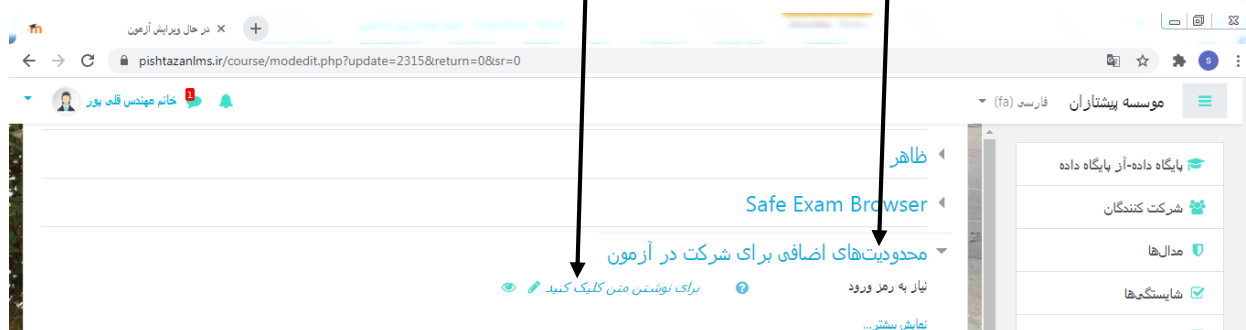 در حال ویرایش آزمون
pishtazanlms.ir/course/modedit.php?update=2315&return=0&sr=0
S
موسسه پیشتازان
فارسی (fa)
1
خانم مهندس قلی پور
پایگاه داده-آز پایگاه داده
شرکت کنندگان
مدال‌ها
شایستگی‌ها
ظاهر
Safe Exam Browser
محدودیت‌های اضافی برای شرکت در آزمون
نیاز به رمز ورود
برای نوشتن متن کلیک کنید
نمایش بیشتر...